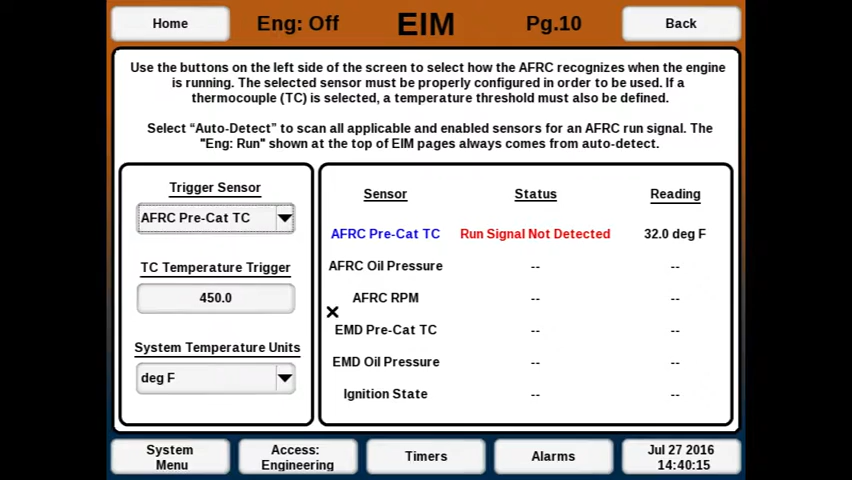 Home
Eng: Off
EIM
Pg.10
Back
Use the buttons on the left side of the screen to select how the AFRC recognizes when the engine
is running. The selected sensor must be properly configured in order to be used. If a
thermocouple (TC) is selected, a temperature threshold must also be defined.
Select “Auto-Detect” to scan all applicable and enabled sensors for an AFRC run signal. The
"Eng: Run" shown at the top of EIM pages always comes from auto-detect.
Trigger Sensor
AFRC Pre-Cat TC
TC Temperature Trigger
450.0
System Temperature Units
deg F
Sensor Status Reading
AFRC Pre-Cat TC Run Signal Not Detected 32.0 deg F
AFRC Oil Pressure -- --
AFRC RPM -- --
EMD Pre-Cat TC -- --
EMD Oil Pressure -- --
Ignition State -- --
System
Menu
Access:
Engineering
Timers
Alarms
Jul 27 2016
14:40:15